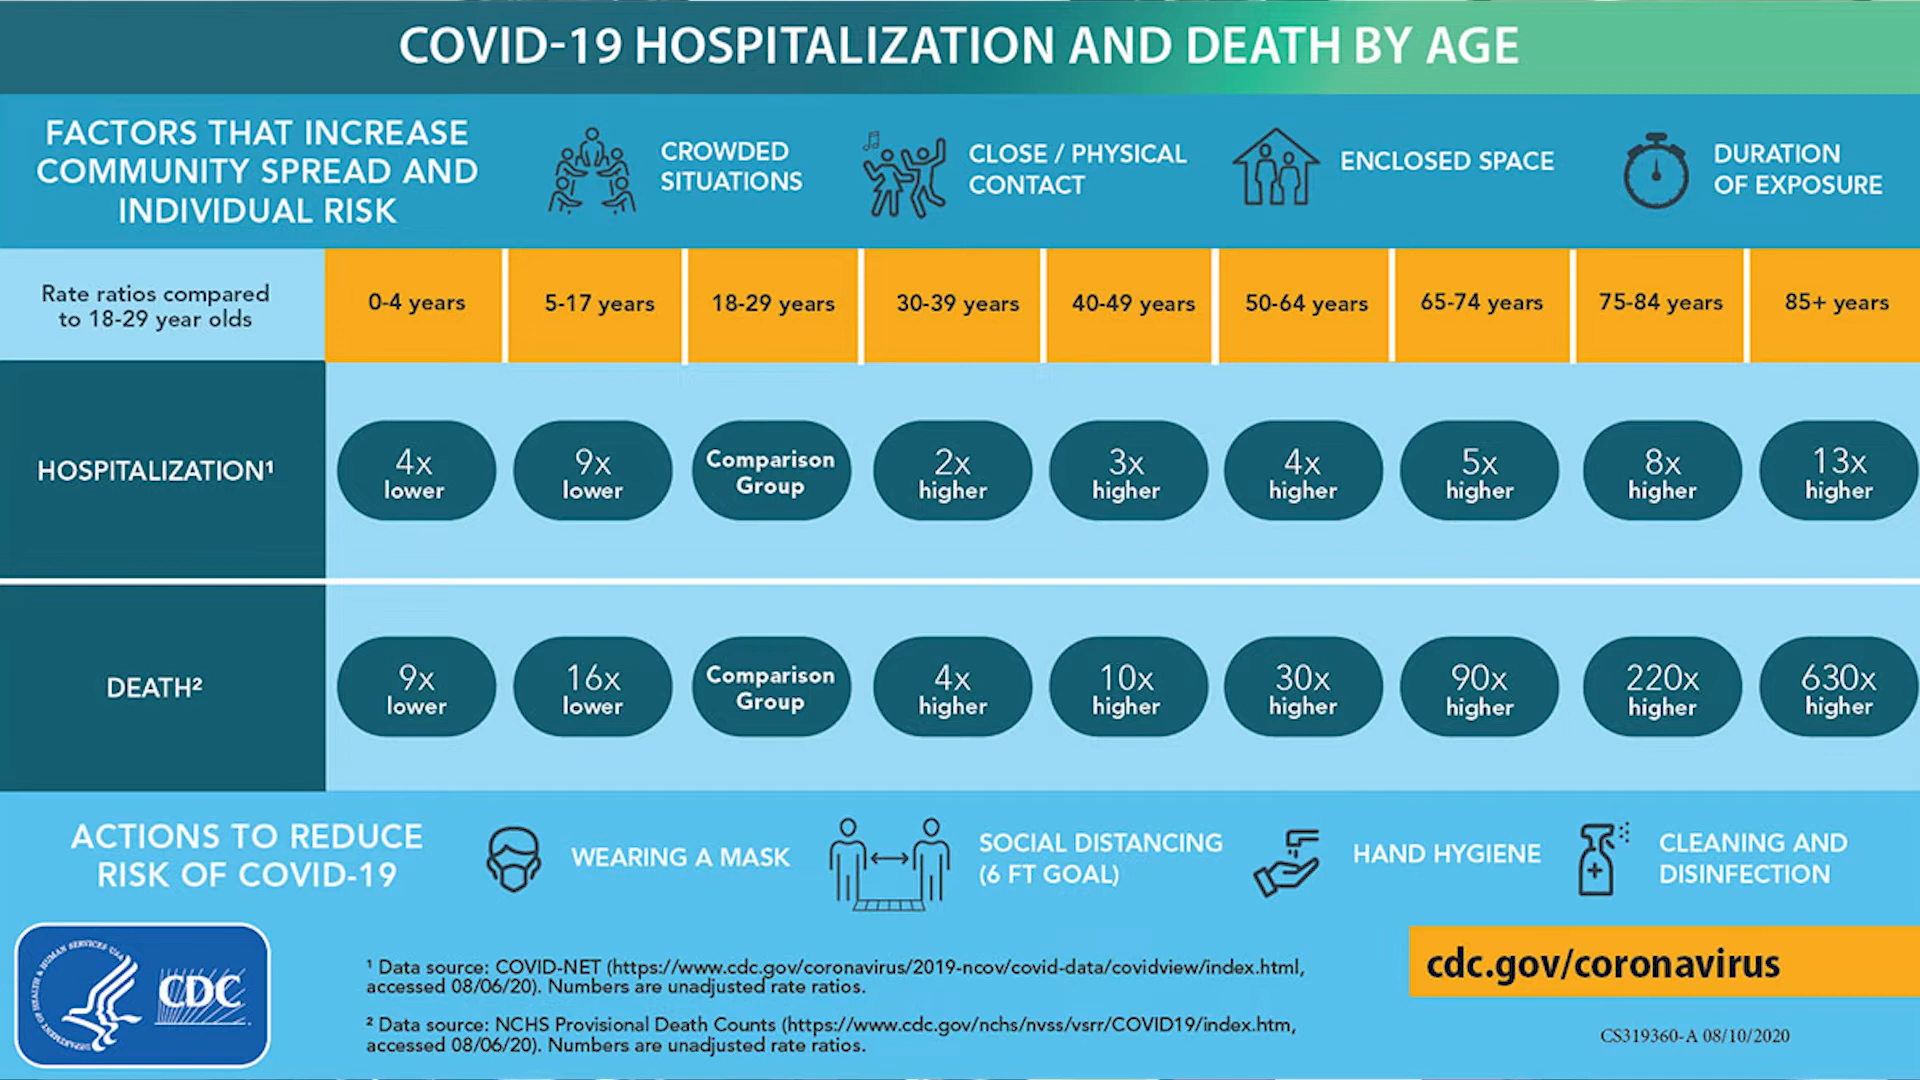 COVID-19 HOSPITALIZATION AND DEATH BY AGE
FACTORS THAT INCREASE
COMMUNITY SPREAD AND
INDIVIDUAL RISK
CROWDED
SITUATIONS
CLOSE / PHYSICAL
CONTACT
ENCLOSED SPACE
DURATION
OF EXPOSURE
Rate ratios compared
to 18-29 year olds
0-4 years
5-17 years
18-29 years
30-39 years
40-49 years
50-64 years
65-74 years
75-84 years
85+ years
HOSPITALIZATION¹
4x
lower
9x
lower
Comparison
Group
2x
higher
3x
higher
4x
higher
5x
higher
8x
higher
13x
higher
DEATH²
9x
lower
16x
lower
Comparison
Group
4x
higher
10x
higher
30x
higher
90x
higher
220x
higher
630x
higher
ACTIONS TO REDUCE
RISK OF COVID-19
WEARING A MASK
SOCIAL DISTANCING
(6 FT GOAL)
HAND HYGIENE
CLEANING AND
DISINFECTION
DEPARTMENT OF HEALTH & HUMAN SERVICES USA
CDC
¹ Data source: COVID-NET (https://www.cdc.gov/coronavirus/2019-ncov/covid-data/covidview/index.html,
accessed 08/06/20). Numbers are unadjusted rate ratios.
² Data source: NCHS Provisional Death Counts (https://www.cdc.gov/nchs/nvss/vsrr/COVID19/index.htm,
accessed 08/06/20). Numbers are unadjusted rate ratios.
cdc.gov/coronavirus
CS319360-A 08/10/2020